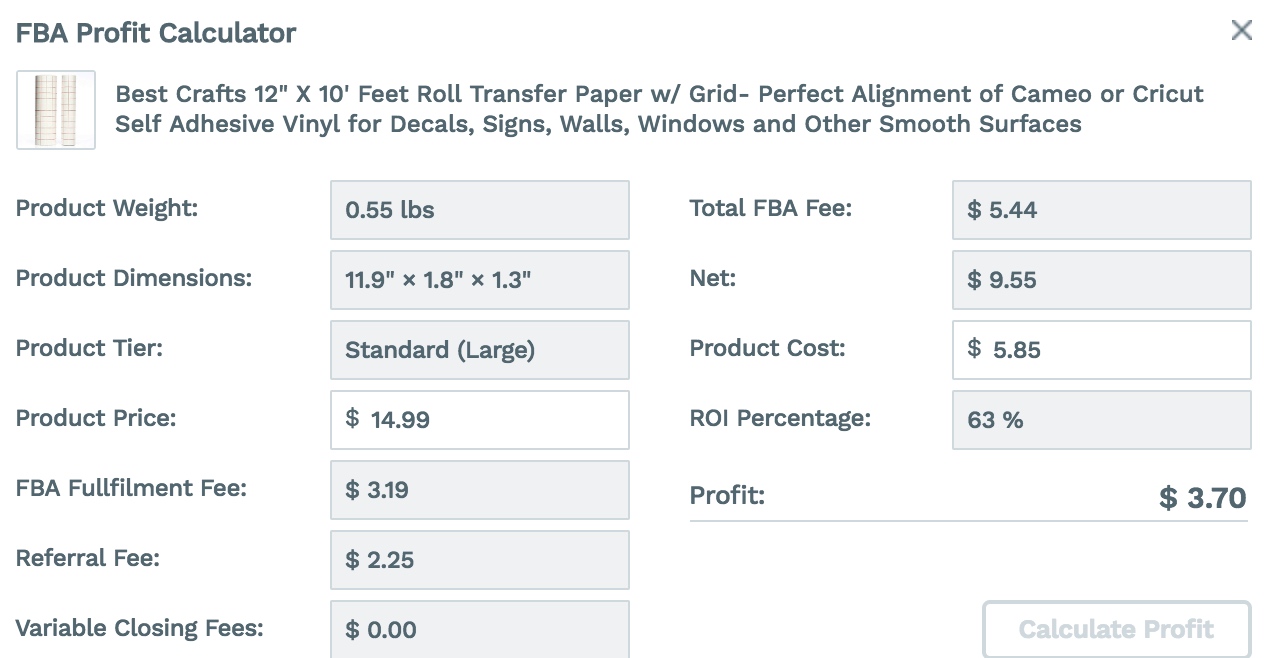 FBA Profit Calculator
Best Crafts 12" X 10' Feet Roll Transfer Paper w/ Grid- Perfect Alignment of Cameo or Cricut
Self Adhesive Vinyl for Decals, Signs, Walls, Windows and Other Smooth Surfaces
Product Weight: 0.55 lbs
Product Dimensions: 11.9" × 1.8" × 1.3"
Product Tier: Standard (Large)
Product Price: $ 14.99
FBA Fullfilment Fee: $ 3.19
Referral Fee: $ 2.25
Variable Closing Fees: $ 0.00
Total FBA Fee: $ 5.44
Net: $ 9.55
Product Cost: $ 5.85
ROI Percentage: 63 %
Profit: $ 3.70
Calculate Profit